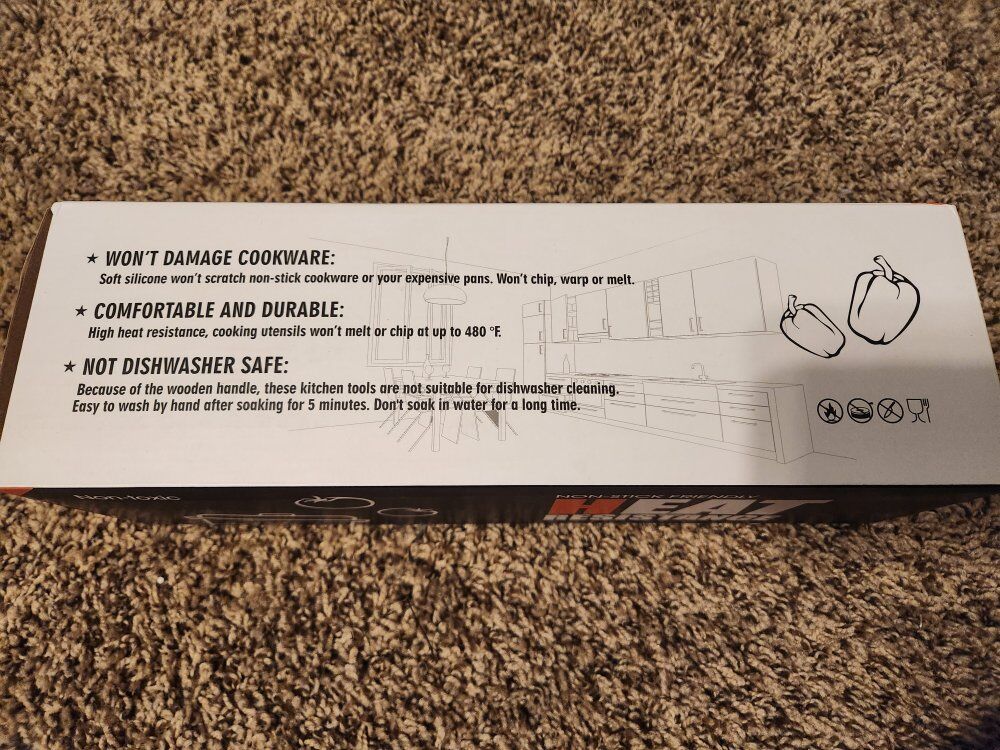 ★ WON'T DAMAGE COOKWARE:
Soft silicone won't scratch non-stick cookware or your expensive pans. Won't chip, warp or melt.
★ COMFORTABLE AND DURABLE:
High heat resistance, cooking utensils won't melt or chip at up to 480 °F.
★ NOT DISHWASHER SAFE:
Because of the wooden handle, these kitchen tools are not suitable for dishwasher cleaning.
Easy to wash by hand after soaking for 5 minutes. Don't soak in water for a long time.
Non-toxic
NON-STICK FRIENDLY
HEAT